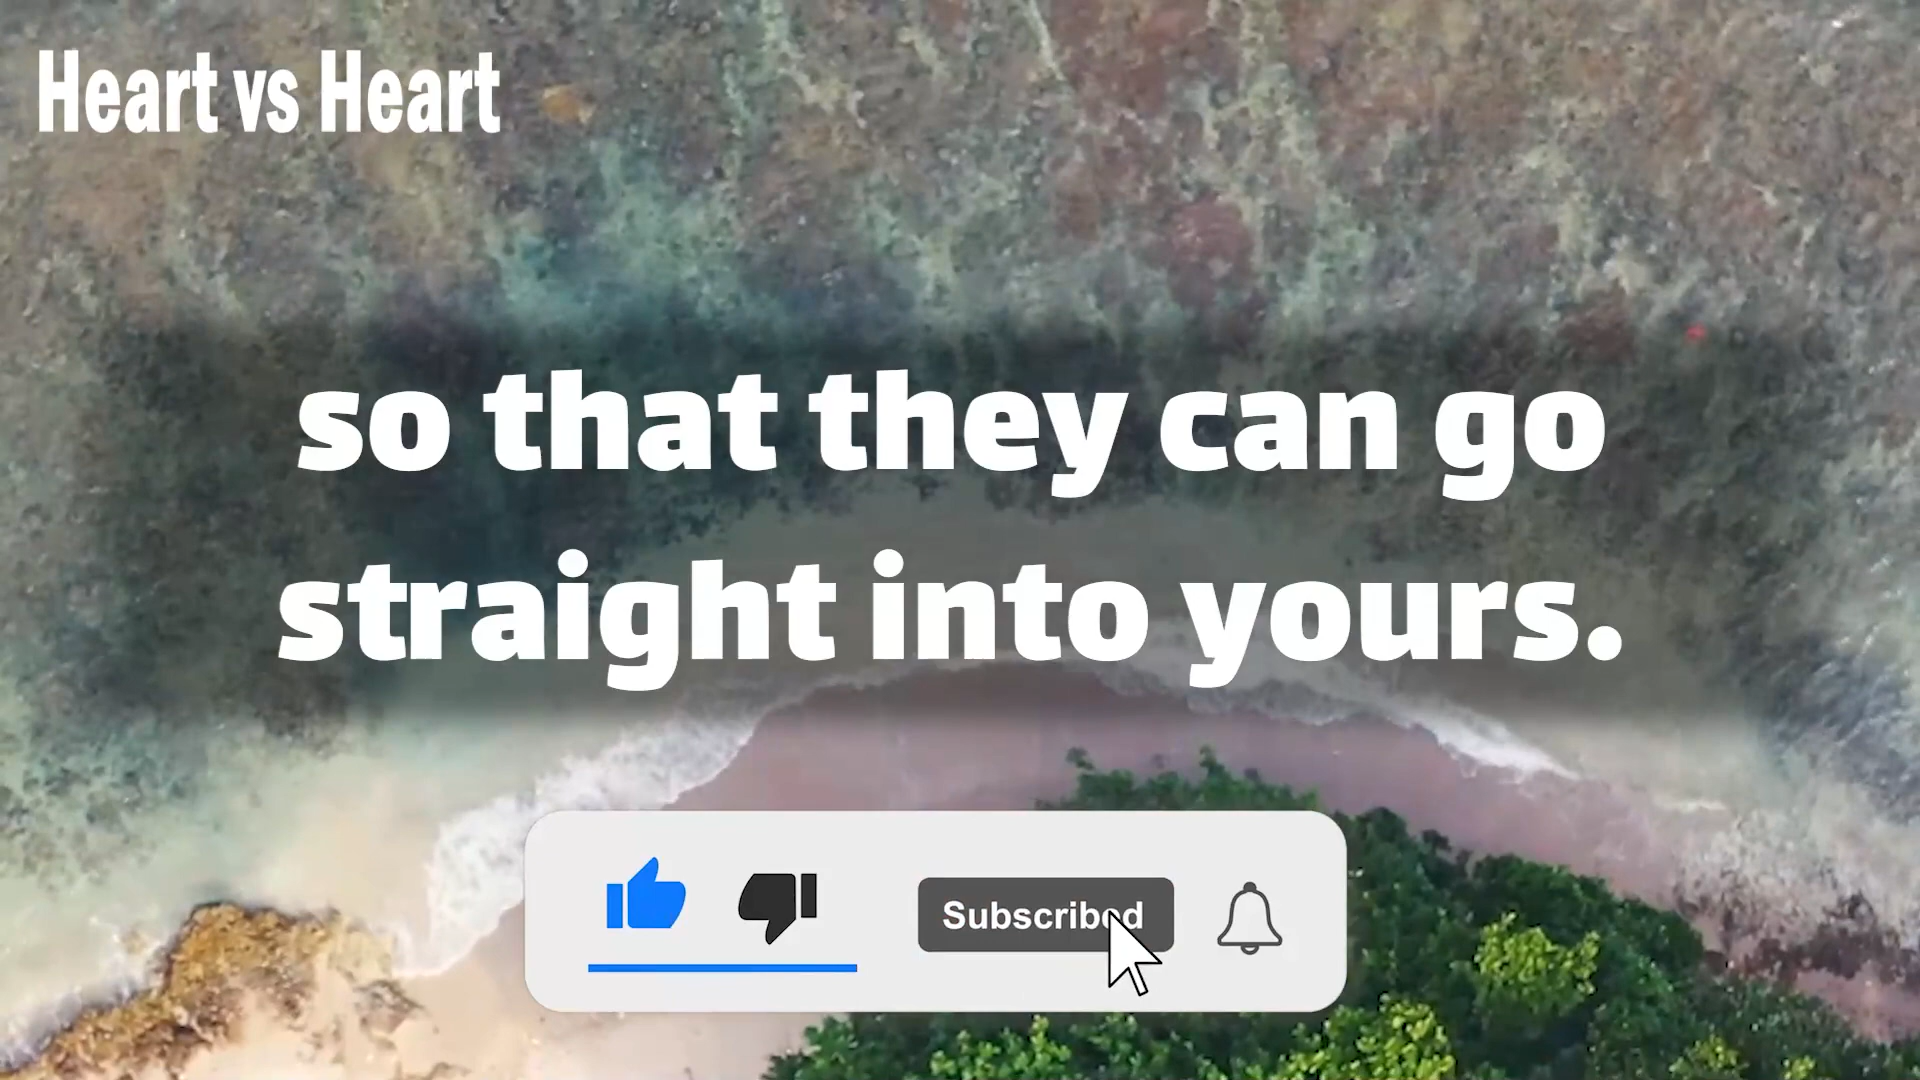 Heart vs Heart
so that they can go
straight into yours.
Subscribed